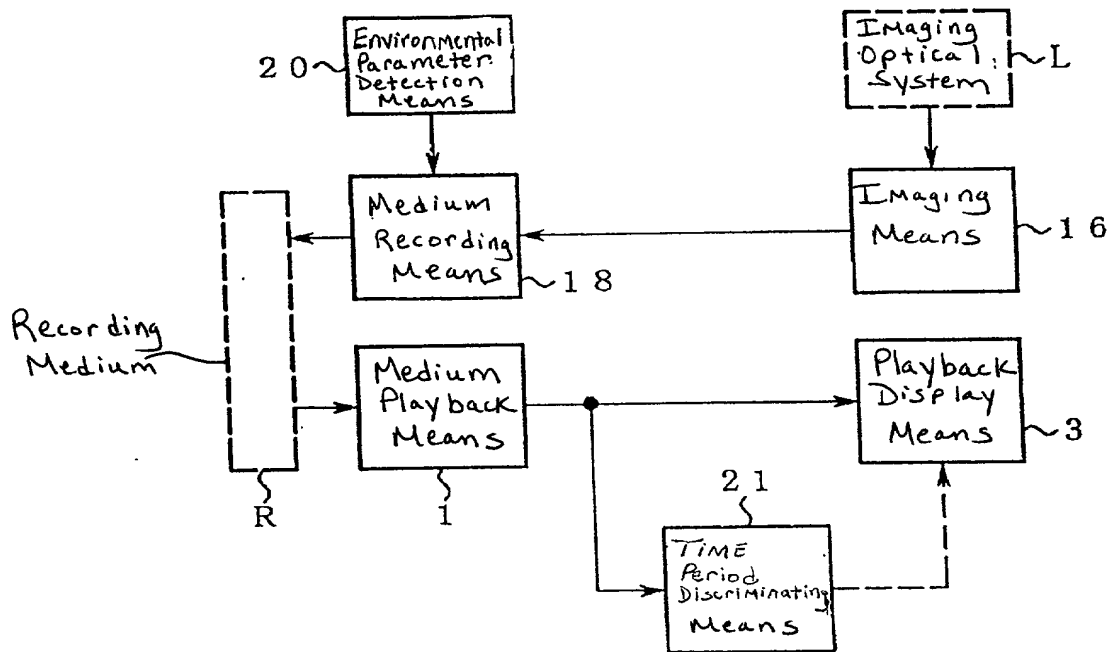 20
Environmental
Parameter
Detection
Means
Imaging
Optical
System
L
Medium
Recording
Means
18
Imaging
Means
16
Recording
Medium
R
Medium
Playback
Means
1
Playback
Display
Means
3
21
TIME
Period
Discriminating
Means